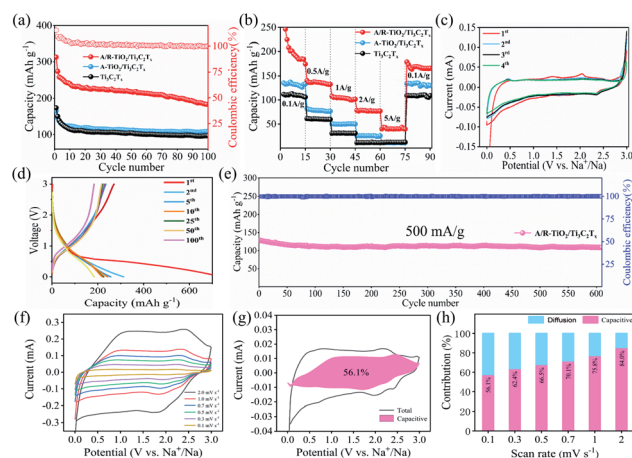 (a)
400
300
200
100
Capacity (mAh g⁻¹)
0 10 20 30 40 50 60 70 80 90 100
Cycle number
125
100
75
50
25
0
Coulombic efficiency(%)
A/R-TiO₂/Ti₃C₂Tₓ
A-TiO₂/Ti₃C₂Tₓ
Ti₃C₂Tₓ
(b)
250
200
150
100
50
0
Capacity (mAh g⁻¹)
0 15 30 45 60 75 90
Cycle number
A/R-TiO₂/Ti₃C₂Tₓ
A-TiO₂/Ti₃C₂Tₓ
Ti₃C₂Tₓ
0.1A/g
0.5A/g
1A/g
2A/g
5A/g
0.1A/g
(c)
0.15
0.10
0.05
0.00
-0.05
-0.10
-0.15
Current (mA)
0.0 0.5 1.0 1.5 2.0 2.5 3.0
Potential (V vs. Na⁺/Na)
1st
2nd
3rd
4th
(d)
3
2
1
0
Voltage (V)
0 200 400 600
Capacity (mAh g⁻¹)
1st
2nd
5th
10th
25th
50th
100th
(e)
300
250
200
150
100
50
0
Capacity (mAh g⁻¹)
0 50 100 150 200 250 300 350 400 450 500 550 600
Cycle number
100
75
50
25
0
Coulombic efficiency(%)
500 mA/g
A/R-TiO₂/Ti₃C₂Tₓ
(f)
0.3
0.2
0.1
0.0
-0.1
-0.2
-0.3
Current (mA)
0.0 0.5 1.0 1.5 2.0 2.5 3.0
Potential (V vs. Na⁺/Na)
2.0 mV s⁻¹
1.0 mV s⁻¹
0.7 mV s⁻¹
0.5 mV s⁻¹
0.3 mV s⁻¹
0.1 mV s⁻¹
(g)
0.04
0.02
0.00
-0.02
-0.04
Current (mA)
0.0 0.5 1.0 1.5 2.0 2.5 3.0
Potential (V vs. Na⁺/Na)
56.1%
Total
Capacitive
(h)
Diffusion
Capacitive
100
80
60
40
20
0
Contribution (%)
56.1%
62.4%
66.5%
70.1%
75.8%
84.0%
0.1 0.3 0.5 0.7 1 2
Scan rate (mV s⁻¹)